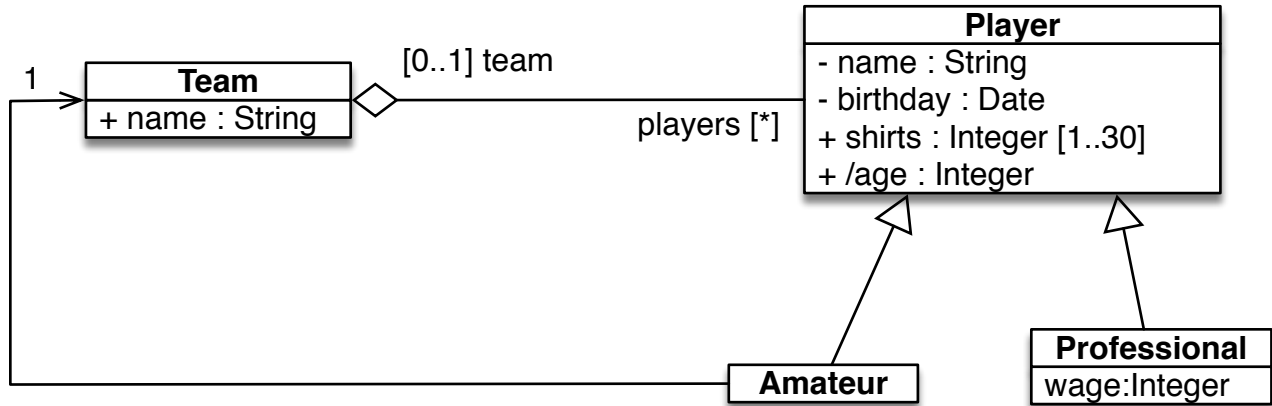 1
Team
+ name : String
[0..1] team
players [*]
Player
- name : String
- birthday : Date
+ shirts : Integer [1..30]
+ /age : Integer
Amateur
Professional
wage:Integer